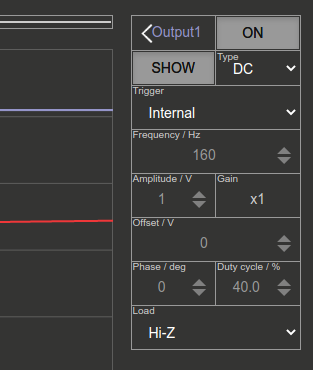 Output1 ON
SHOW Type DC
Trigger
Internal
Frequency / Hz
160
Amplitude / V Gain
1 x1
Offset / V
0
Phase / deg Duty cycle / %
0 40.0
Load
Hi-Z